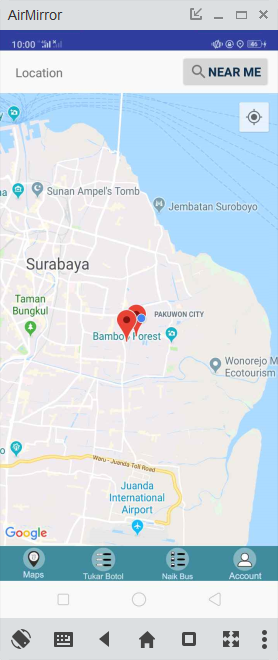 AirMirror
10:00
Location
NEAR ME
Sunan Ampel's Tomb
Jembatan Suroboyo
Surabaya
Taman
Bungkul
PAKUWON CITY
Forest
Wonorejo M
Ecotourism
o
Waru - Juanda Toll Road
Juanda
International
Airport
Google
Maps
Tukar Botol
Naik Bus
Account